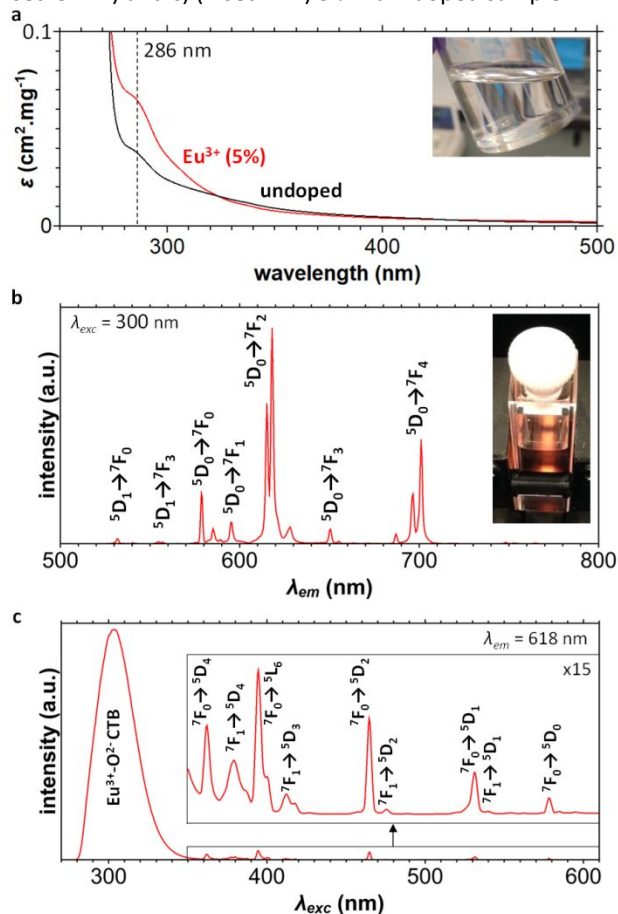 a
0.1
286 nm
ε (cm².mg⁻¹)
Eu³⁺ (5%)
undoped
0
300
400
500
wavelength (nm)
b
λexc = 300 nm
intensity (a.u.)
⁵D₁→⁷F₀
⁵D₁→⁷F₃
⁵D₀→⁷F₀
⁵D₀→⁷F₁
⁵D₀→⁷F₂
⁵D₀→⁷F₃
⁵D₀→⁷F₄
500
600
700
800
λem (nm)
c
λem = 618 nm
x15
intensity (a.u.)
Eu³⁺-O²⁻ CTB
⁷F₀→⁵D₄
⁷F₁→⁵D₄
⁷F₀→⁵L₆
⁷F₁→⁵D₃
⁷F₀→⁵D₂
⁷F₁→⁵D₂
⁷F₀→⁵D₁
⁷F₁→⁵D₁
⁷F₀→⁵D₀
300
400
500
600
λexc (nm)